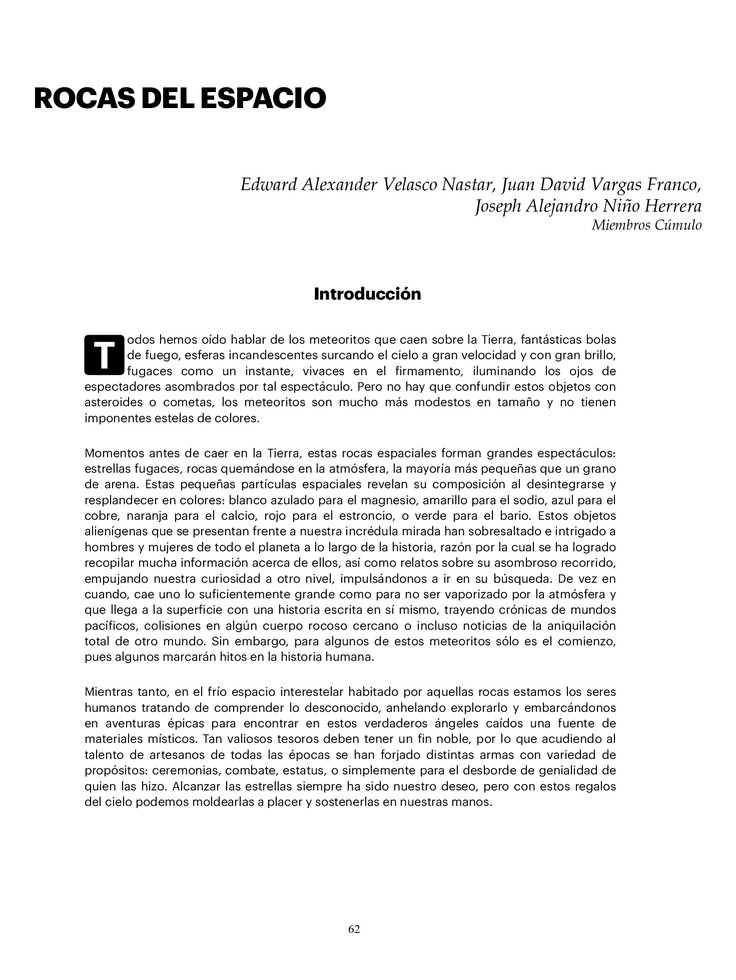 ROCAS DEL ESPACIO
Edward Alexander Velasco Nastar, Juan David Vargas Franco,
Joseph Alejandro Niño Herrera
Miembros Cúmulo
Introducción
Todos hemos oído hablar de los meteoritos que caen sobre la Tierra, fantásticas bolas
de fuego, esferas incandescentes surcando el cielo a gran velocidad y con gran brillo,
fugaces como un instante, vivaces en el firmamento, iluminando los ojos de
espectadores asombrados por tal espectáculo. Pero no hay que confundir estos objetos con
asteroides o cometas, los meteoritos son mucho más modestos en tamaño y no tienen
imponentes estelas de colores.
Momentos antes de caer en la Tierra, estas rocas espaciales forman grandes espectáculos:
estrellas fugaces, rocas quemándose en la atmósfera, la mayoría más pequeñas que un grano
de arena. Estas pequeñas partículas espaciales revelan su composición al desintegrarse y
resplandecer en colores: blanco azulado para el magnesio, amarillo para el sodio, azul para el
cobre, naranja para el calcio, rojo para el estroncio, o verde para el bario. Estos objetos
alienígenas que se presentan frente a nuestra incrédula mirada han sobresaltado e intrigado a
hombres y mujeres de todo el planeta a lo largo de la historia, razón por la cual se ha logrado
recopilar mucha información acerca de ellos, así como relatos sobre su asombroso recorrido,
empujando nuestra curiosidad a otro nivel, impulsándonos a ir en su búsqueda. De vez en
cuando, cae uno lo suficientemente grande como para no ser vaporizado por la atmósfera y
que llega a la superficie con una historia escrita en sí mismo, trayendo crónicas de mundos
pacíficos, colisiones en algún cuerpo rocoso cercano o incluso noticias de la aniquilación
total de otro mundo. Sin embargo, para algunos de estos meteoritos sólo es el comienzo,
pues algunos marcarán hitos en la historia humana.
Mientras tanto, en el frío espacio interestelar habitado por aquellas rocas estamos los seres
humanos tratando de comprender lo desconocido, anhelando explorarlo y embarcándonos
en aventuras épicas para encontrar en estos verdaderos ángeles caídos una fuente de
materiales místicos. Tan valiosos tesoros deben tener un fin noble, por lo que acudiendo al
talento de artesanos de todas las épocas se han forjado distintas armas con variedad de
propósitos: ceremonias, combate, estatus, o simplemente para el desborde de genialidad de
quien las hizo. Alcanzar las estrellas siempre ha sido nuestro deseo, pero con estos regalos
del cielo podemos moldearlas a placer y sostenerlas en nuestras manos.
62